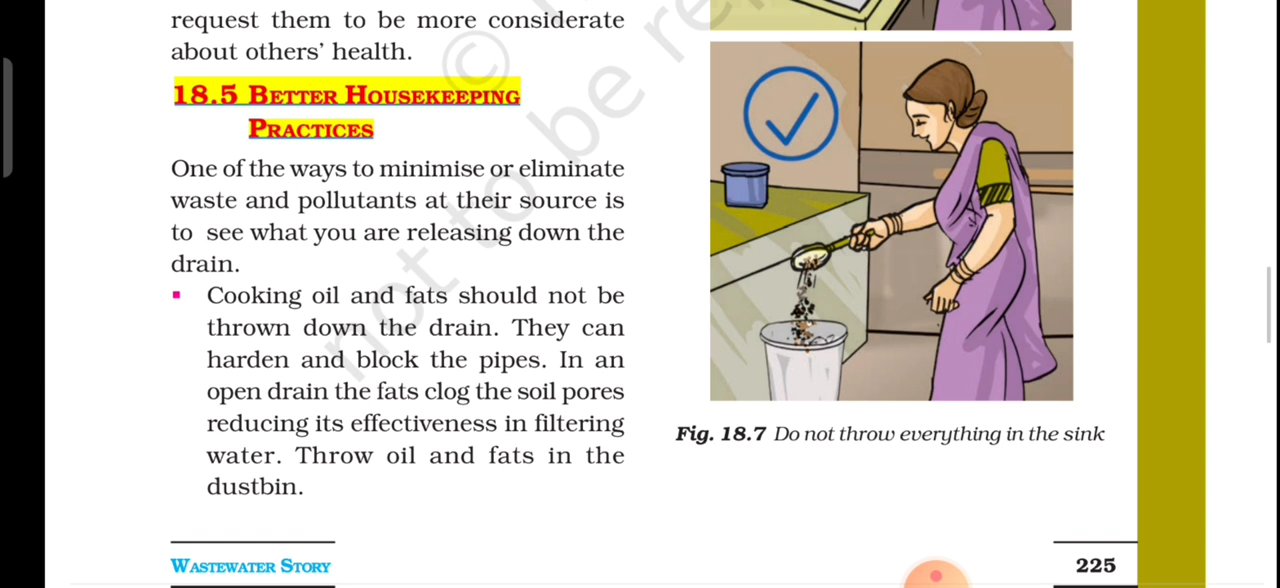 request them to be more considerate
about others' health.
18.5 BETTER HOUSEKEEPING
PRACTICES
One of the ways to minimise or eliminate
waste and pollutants at their source is
to see what you are releasing down the
drain.
Cooking oil and fats should not be
thrown down the drain. They can
harden and block the pipes. In an
open drain the fats clog the soil pores
reducing its effectiveness in filtering
water. Throw oil and fats in the
dustbin.
Fig. 18.7 Do not throw everything in the sink
WASTEWATER STORY
225
© 
not to be re